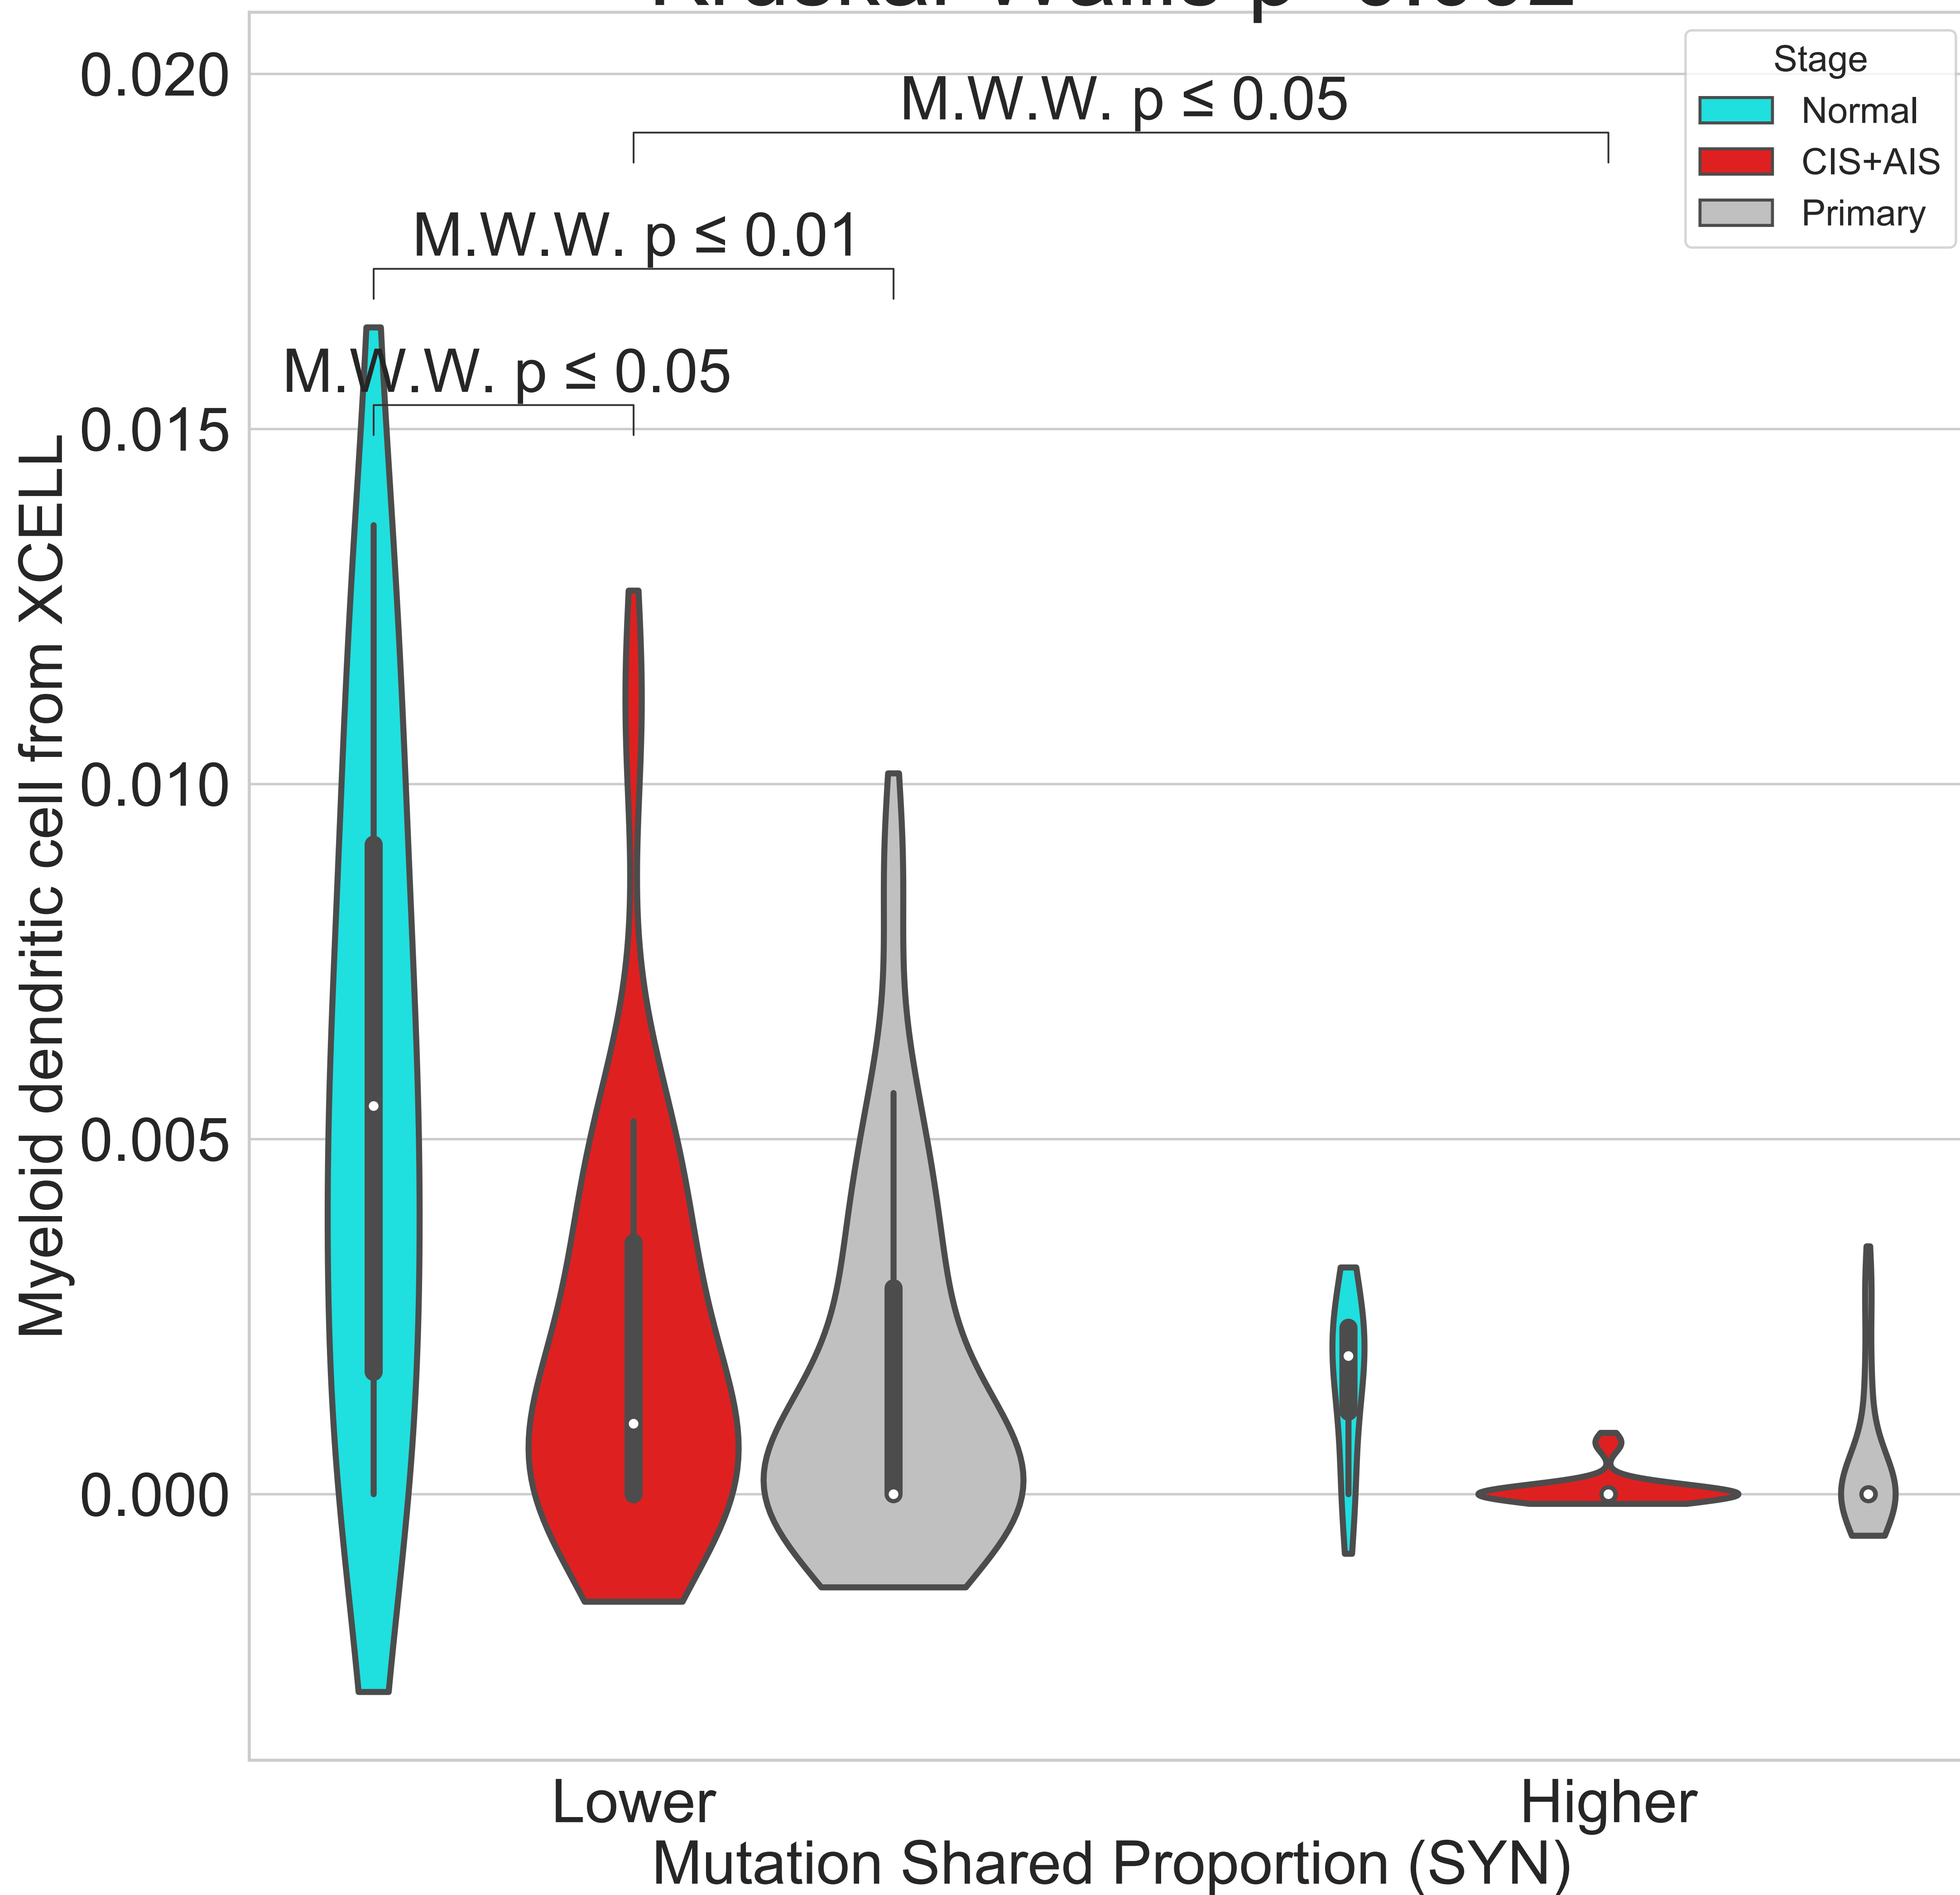 0.020
0.015
0.010
0.005
0.000
Myeloid dendritic cell from XCELL
M.W.W. p ≤ 0.05
M.W.W. p ≤ 0.01
M.W.W. p ≤ 0.05
Stage
Normal
CIS+AIS
Primary
Lower
Higher
Mutation Shared Proportion (SYN)